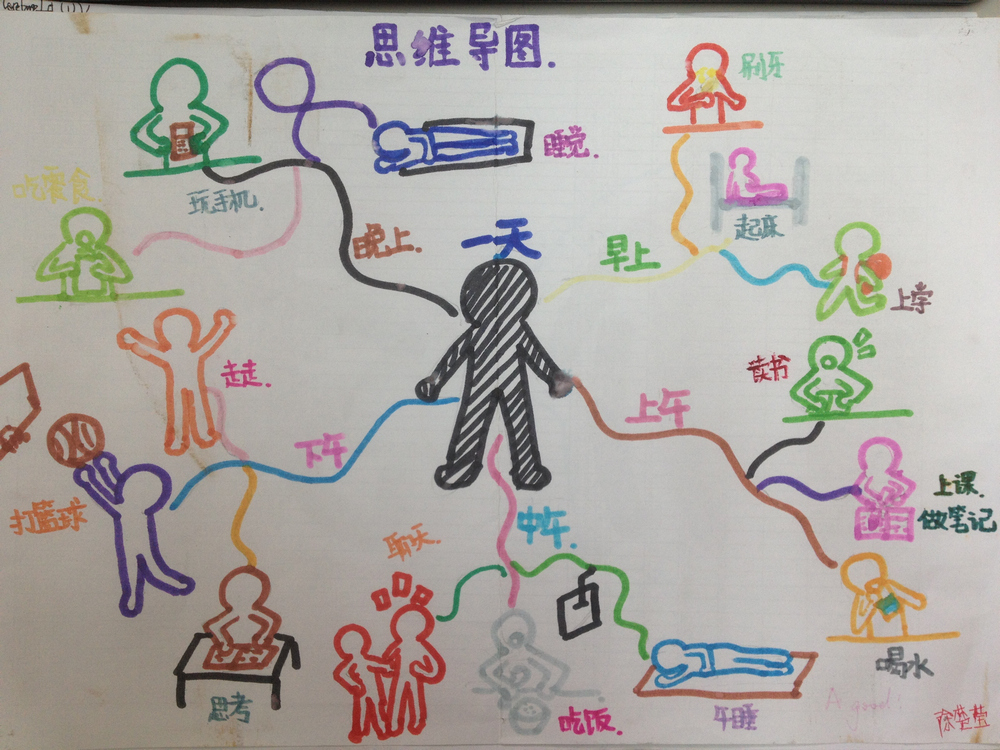 思维导图.
刷牙
睡觉.
吃零食.
玩手机.
起床
晚上.
一天
早上
上学
读书
走走.
上午
下午
上课.
做笔记
打篮球
中午.
聊天.
喝水
思考
吃饭.
午睡
A good!